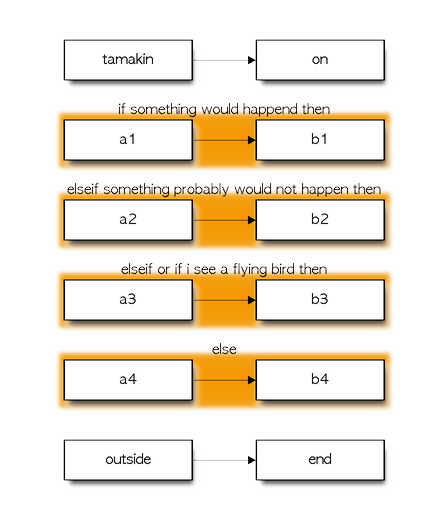 tamakin on
if something would happend then
a1 b1
elseif something probably would not happen then
a2 b2
elseif or if i see a flying bird then
a3 b3
else
a4 b4
outside end